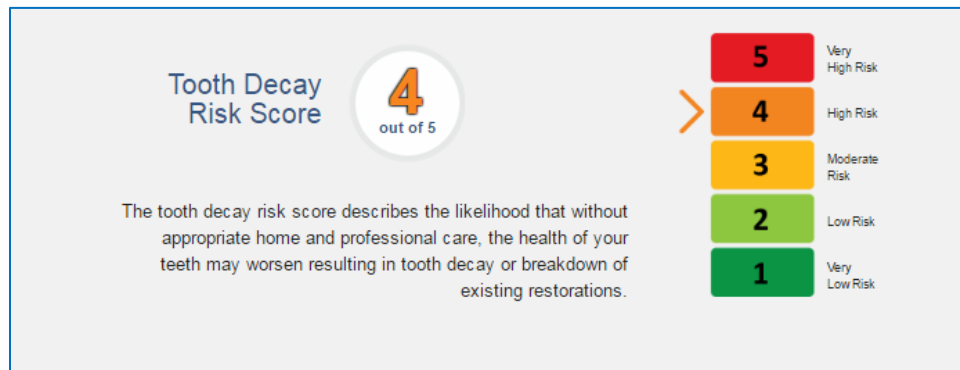 Tooth Decay
Risk Score
4
out of 5
The tooth decay risk score describes the likelihood that without
appropriate home and professional care, the health of your
teeth may worsen resulting in tooth decay or breakdown of
existing restorations.
5
Very
High Risk
4
High Risk
3
Moderate
Risk
2
Low Risk
1
Very
Low Risk